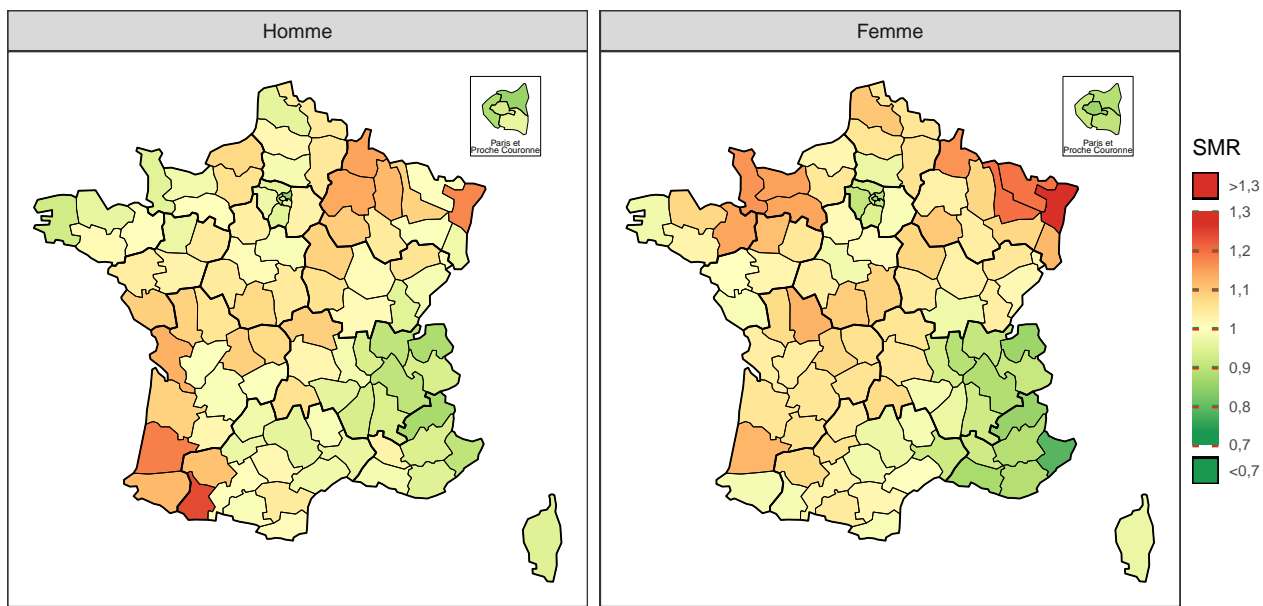 Homme
Femme
Paris et
Proche Couronne
Paris et
Proche Couronne
SMR
>1,3
1,3
1,2
1,1
1
0,9
0,8
0,7
<0,7